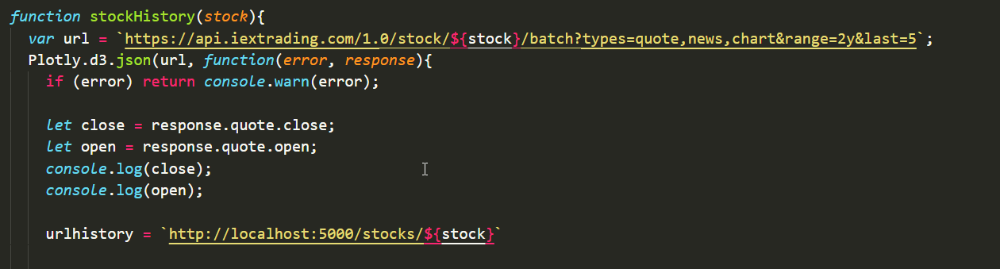 function stockHistory(stock){
var url = `https://api.iextrading.com/1.0/stock/${stock}/batch?types=quote,news,chart&range=2y&last=5`;
Plotly.d3.json(url, function(error, response){
if (error) return console.warn(error);
let close = response.quote.close;
let open = response.quote.open;
console.log(close);
console.log(open);
urlhistory = `http://localhost:5000/stocks/${stock}`